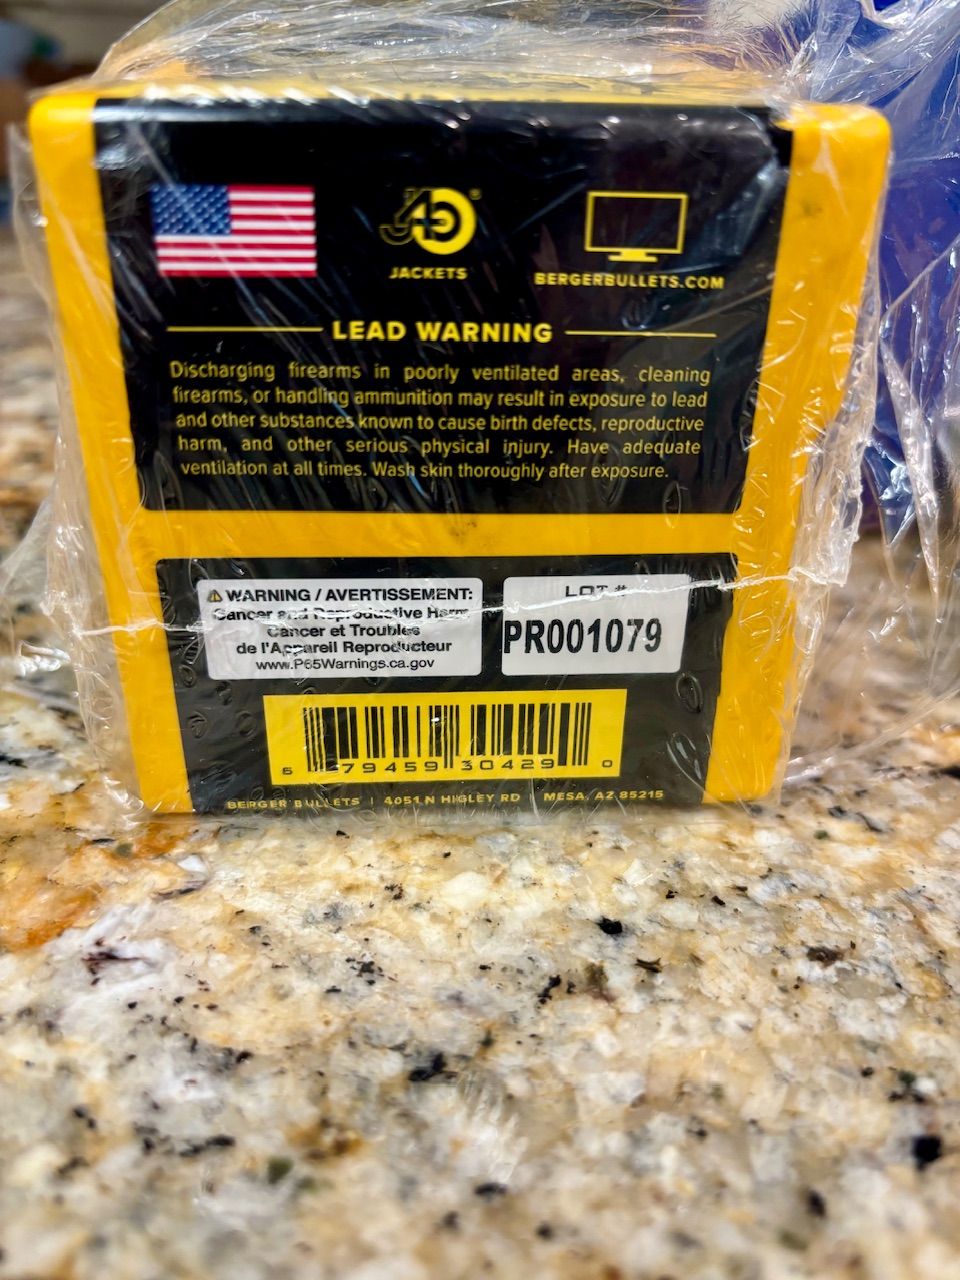 J4
JACKETS
BERGERBULLETS.COM
LEAD WARNING
Discharging firearms in poorly ventilated areas, cleaning
firearms, or handling ammunition may result in exposure to lead
and other substances known to cause birth defects, reproductive
harm, and other serious physical injury. Have adequate
ventilation at all times. Wash skin thoroughly after exposure.
⚠ WARNING / AVERTISSEMENT:
Cancer and Reproductive Harm
Cancer et Troubles
de l'Appareil Reproducteur
www.P65Warnings.ca.gov
LOT #
PR001079
6 79459 30429 0
BERGER BULLETS | 4051 N HIGLEY RD | MESA, AZ 85215